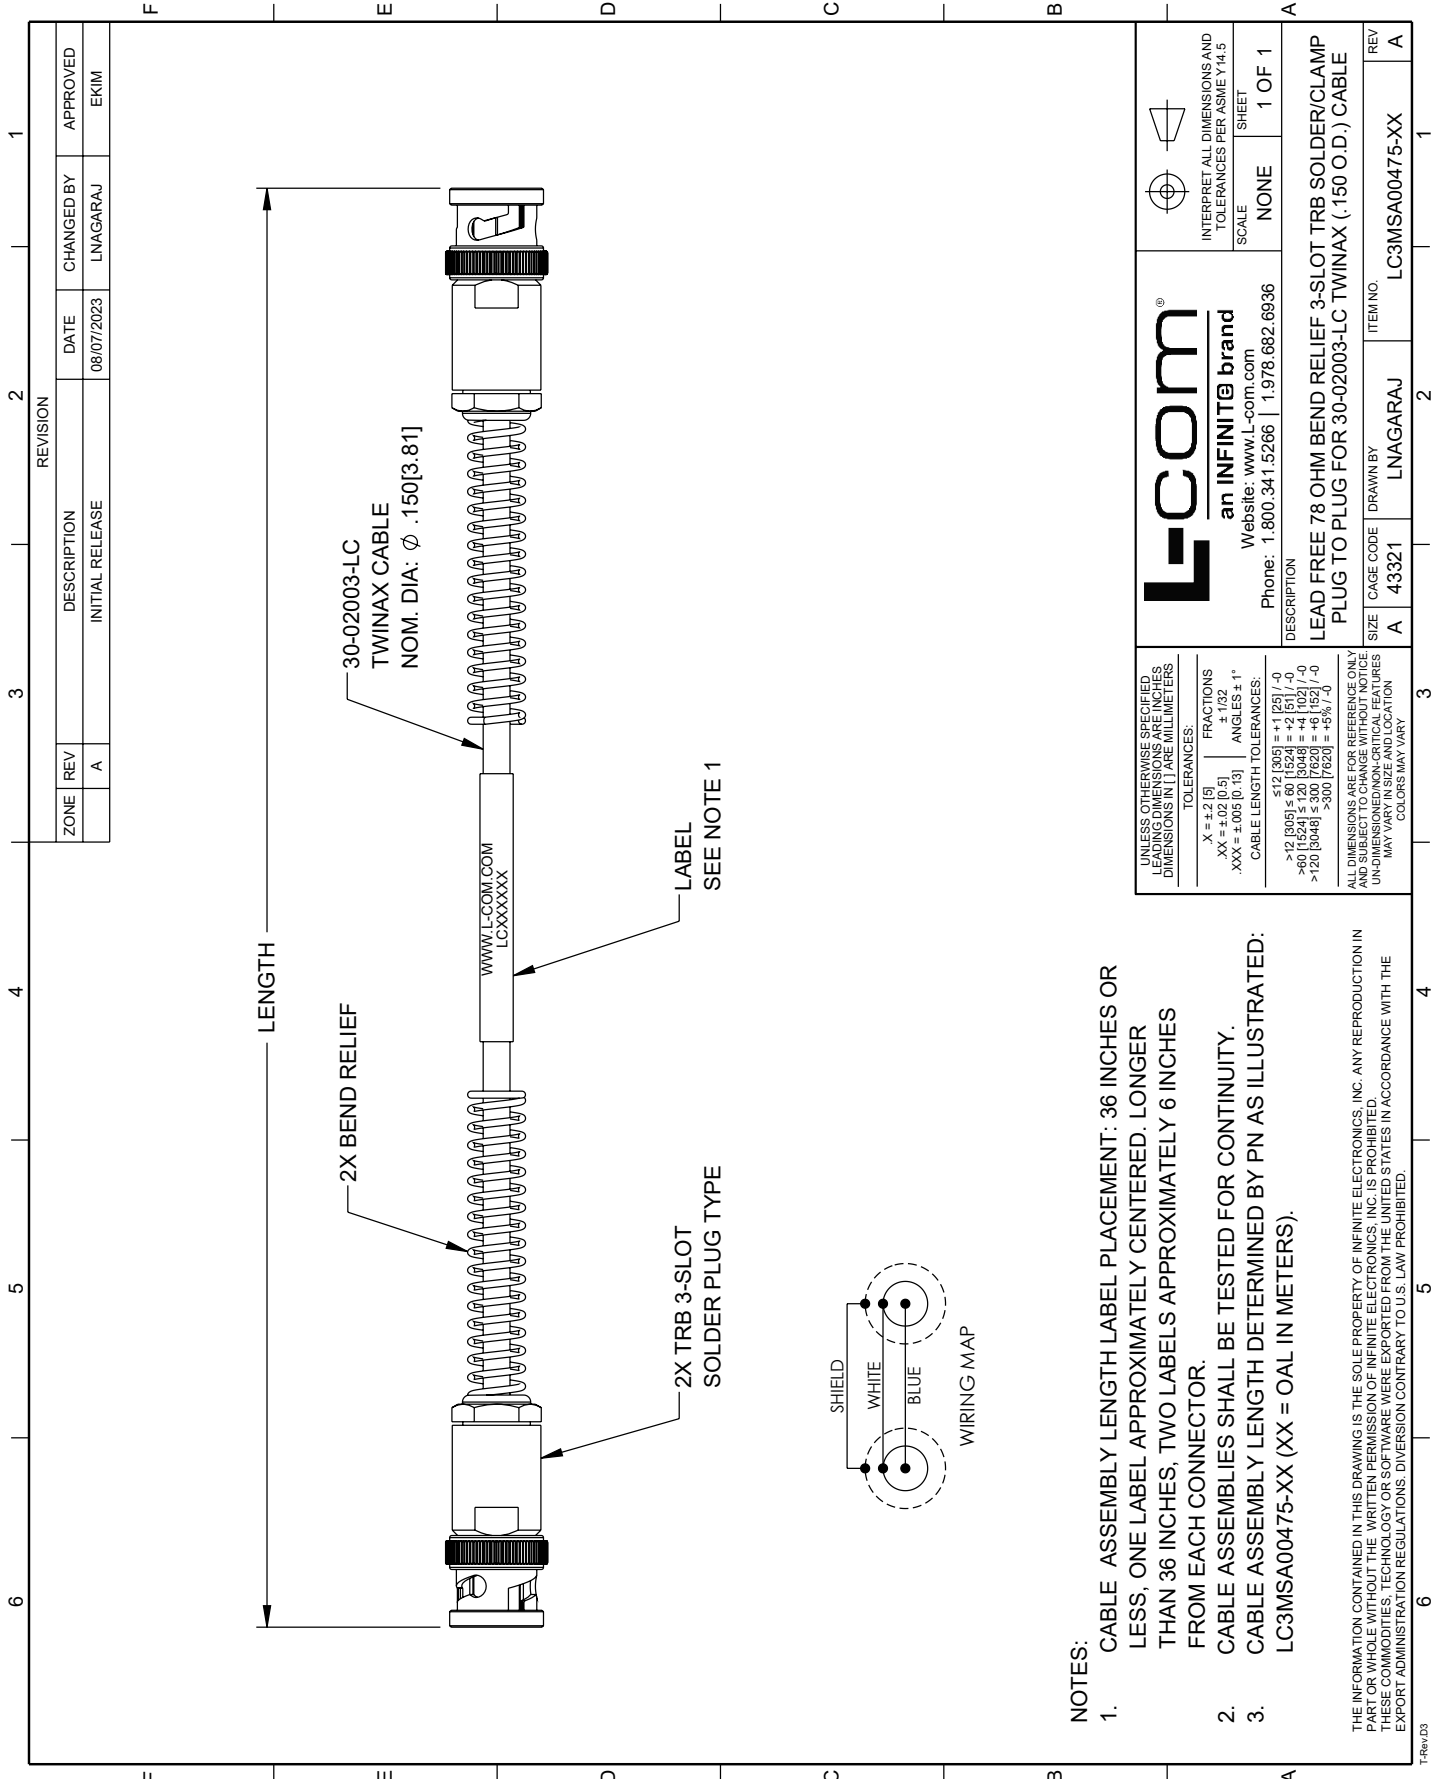 6
5
4
3
2
1
F
E
D
C
B
A
REVISION
ZONE
REV
DESCRIPTION
DATE
CHANGED BY
APPROVED
A
INITIAL RELEASE
08/07/2023
LNAGARAJ
EKIM
LENGTH
2X BEND RELIEF
30-02003-LC
TWINAX CABLE
NOM. DIA: ⌀ .150[3.81]
WWW.L-COM.COM
LCXXXXXX
LABEL
SEE NOTE 1
2X TRB 3-SLOT
SOLDER PLUG TYPE
SHIELD
WHITE
BLUE
WIRING MAP
NOTES:
1. CABLE ASSEMBLY LENGTH LABEL PLACEMENT: 36 INCHES OR
LESS, ONE LABEL APPROXIMATELY CENTERED. LONGER
THAN 36 INCHES, TWO LABELS APPROXIMATELY 6 INCHES
FROM EACH CONNECTOR.
2. CABLE ASSEMBLIES SHALL BE TESTED FOR CONTINUITY.
3. CABLE ASSEMBLY LENGTH DETERMINED BY PN AS ILLUSTRATED:
LC3MSA00475-XX (XX = OAL IN METERS).
THE INFORMATION CONTAINED IN THIS DRAWING IS THE SOLE PROPERTY OF INFINITE ELECTRONICS, INC. ANY REPRODUCTION IN
PART OR WHOLE WITHOUT THE WRITTEN PERMISSION OF INFINITE ELECTRONICS, INC. IS PROHIBITED.
THESE COMMODITIES, TECHNOLOGY OR SOFTWARE WERE EXPORTED FROM THE UNITED STATES IN ACCORDANCE WITH THE
EXPORT ADMINISTRATION REGULATIONS. DIVERSION CONTRARY TO U.S. LAW PROHIBITED.
UNLESS OTHERWISE SPECIFIED
LEADING DIMENSIONS ARE INCHES
DIMENSIONS IN [ ] ARE MILLIMETERS
TOLERANCES:
.X = ±.2 [5]
.XX = ±.02 [0.5]
.XXX = ±.005 [0.13]
FRACTIONS
± 1/32
ANGLES ± 1°
CABLE LENGTH TOLERANCES:
≤12 [305] = +1 [25] / -0
>12 [305] ≤ 60 [1524] = +2 [51] / -0
>60 [1524] ≤ 120 [3048] = +4 [102] / -0
>120 [3048] ≤ 300 [7620] = +6 [152] / -0
>300 [7620] = +5% / -0
ALL DIMENSIONS ARE FOR REFERENCE ONLY
AND SUBJECT TO CHANGE WITHOUT NOTICE.
UN-DIMENSIONED/NON-CRITICAL FEATURES
MAY VARY IN SIZE AND LOCATION
COLORS MAY VARY
L-com®
an INFINIT@ brand
Website: www.L-com.com
Phone: 1.800.341.5266 | 1.978.682.6936
INTERPRET ALL DIMENSIONS AND
TOLERANCES PER ASME Y14.5
SCALE
NONE
SHEET
1 OF 1
DESCRIPTION
LEAD FREE 78 OHM BEND RELIEF 3-SLOT TRB SOLDER/CLAMP
PLUG TO PLUG FOR 30-02003-LC TWINAX (.150 O.D.) CABLE
SIZE
A
CAGE CODE
43321
DRAWN BY
LNAGARAJ
ITEM NO.
LC3MSA00475-XX
REV
A
F
E
D
C
B
A
6
5
4
3
2
1
T-Rev.D3